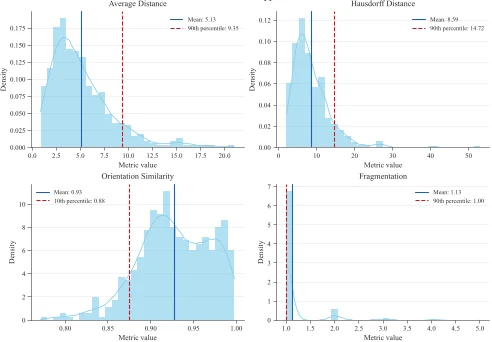 Average Distance
Mean: 5.13
90th percentile: 9.35
Density
0.175
0.150
0.125
0.100
0.075
0.050
0.025
0.000
0.0 2.5 5.0 7.5 10.0 12.5 15.0 17.5 20.0
Metric value
Hausdorff Distance
Mean: 8.59
90th percentile: 14.72
Density
0.12
0.10
0.08
0.06
0.04
0.02
0.00
0 10 20 30 40 50
Metric value
Orientation Similarity
Mean: 0.93
10th percentile: 0.88
Density
10
8
6
4
2
0
0.80 0.85 0.90 0.95 1.00
Metric value
Fragmentation
Mean: 1.13
90th percentile: 1.00
Density
7
6
5
4
3
2
1
0
1.0 1.5 2.0 2.5 3.0 3.5 4.0 4.5 5.0
Metric value